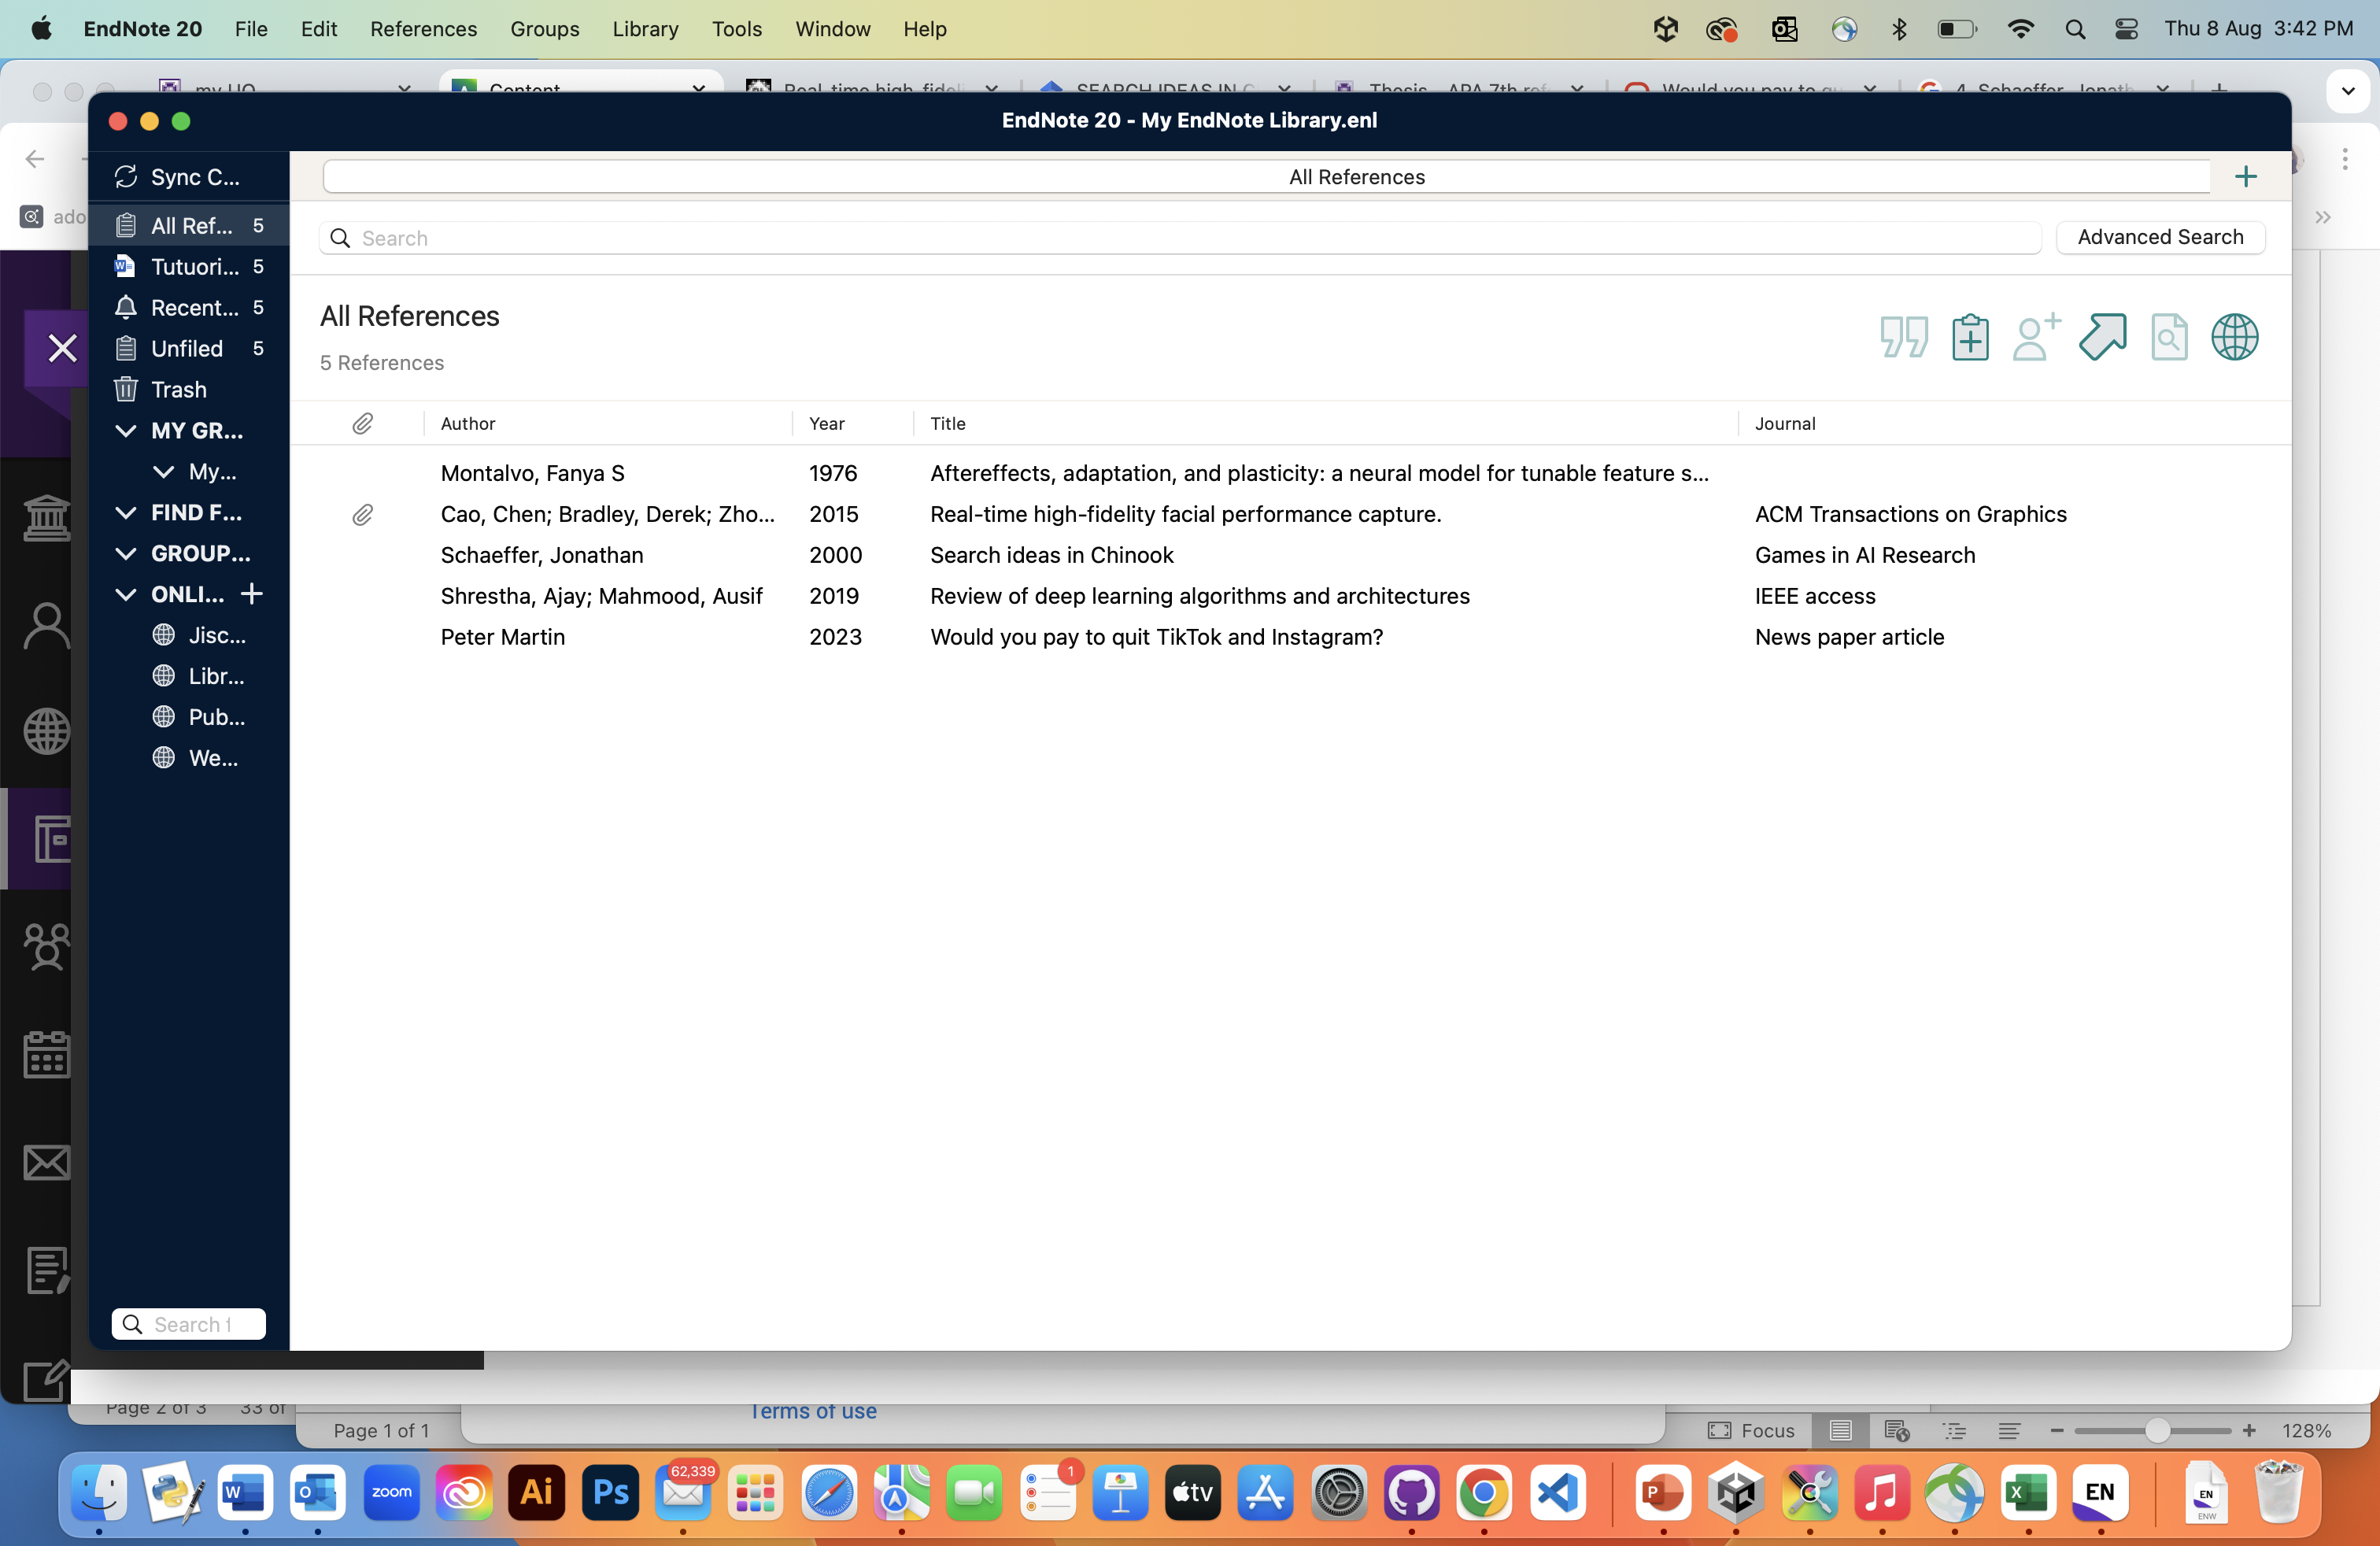 EndNote 20 File Edit References Groups Library Tools Window Help Thu 8 Aug 3:42 PM
my UQ Content Real-time high-fideli SEARCH IDEAS IN C Thesis - APA 7th ref Would you pay to qu 4. Schaeffer, Jonath
EndNote 20 - My EndNote Library.enl
Sync C...
All References
ado
All Ref... 5
Search
Advanced Search
Tutuori... 5
Recent... 5
All References
Unfiled 5
5 References
Trash
MY GR...
Author Year Title Journal
My...
Montalvo, Fanya S 1976 Aftereffects, adaptation, and plasticity: a neural model for tunable feature s...
FIND F...
Cao, Chen; Bradley, Derek; Zho... 2015 Real-time high-fidelity facial performance capture. ACM Transactions on Graphics
GROUP...
Schaeffer, Jonathan 2000 Search ideas in Chinook Games in AI Research
ONLI...
Shrestha, Ajay; Mahmood, Ausif 2019 Review of deep learning algorithms and architectures IEEE access
Jisc...
Peter Martin 2023 Would you pay to quit TikTok and Instagram? News paper article
Libr...
Pub...
We...
Search f
Page 2 of 3 33 of
Terms of use
Page 1 of 1
Focus 128%
W O zoom Ai Ps 62,339 1 tv P X EN EN
ENW